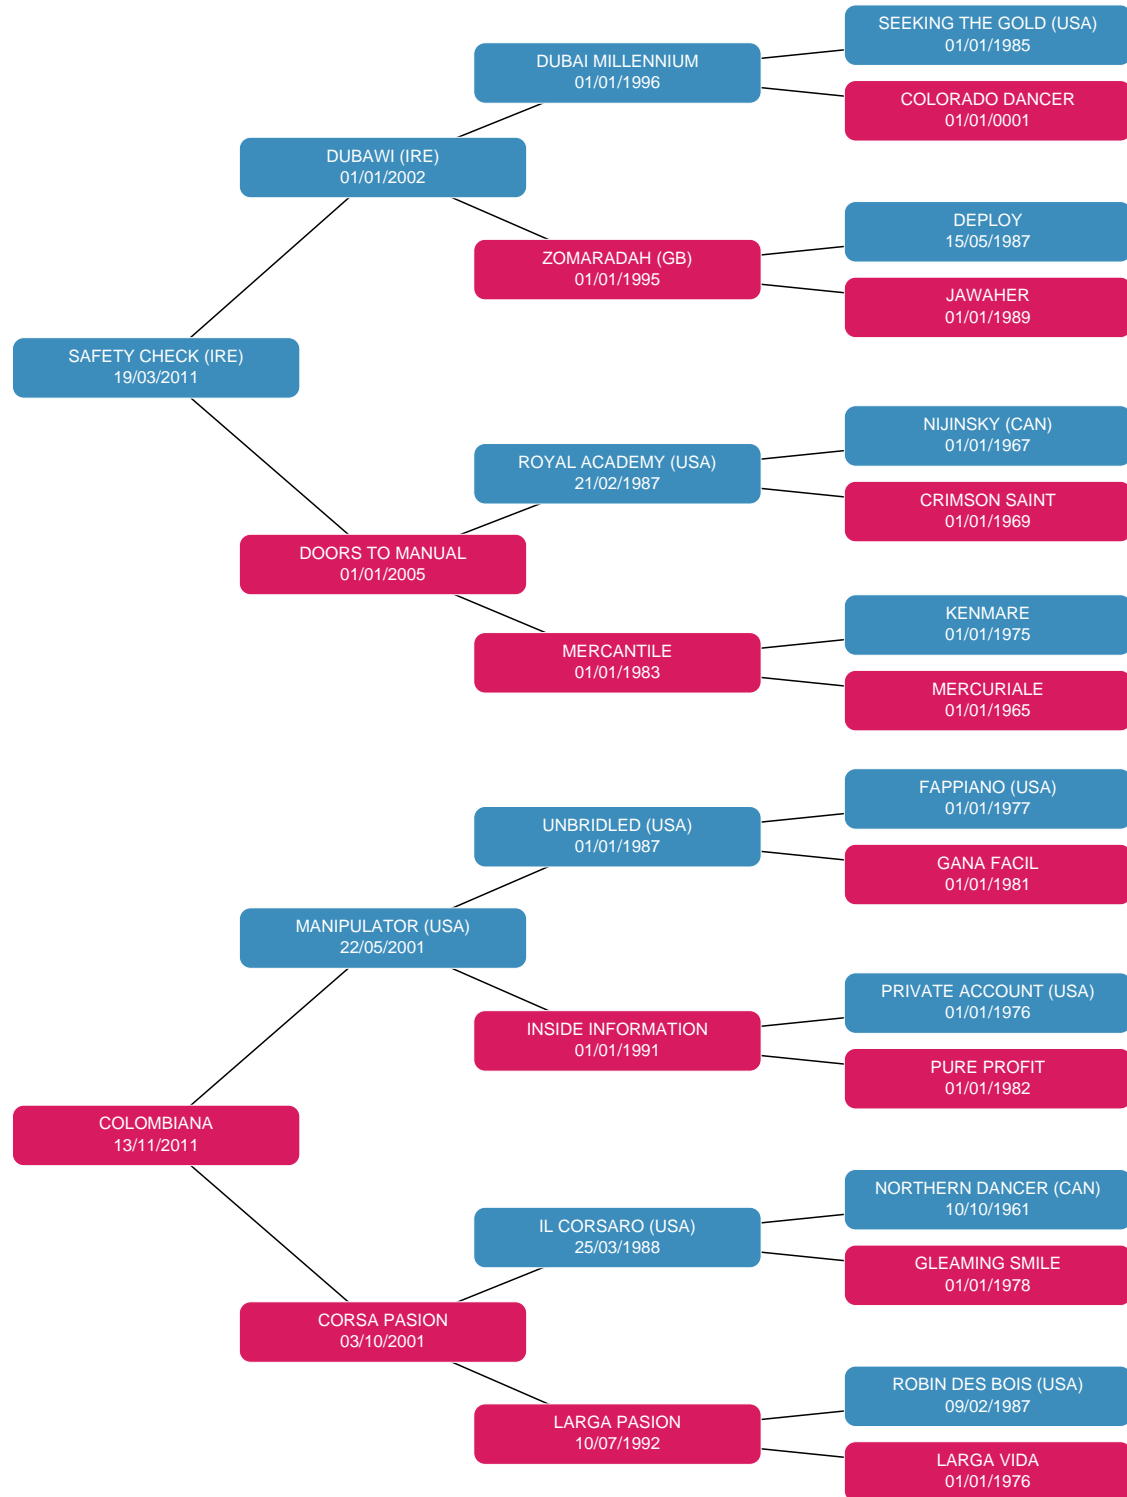 SEEKING THE GOLD (USA)
01/01/1985
DUBAI MILLENNIUM
01/01/1996
COLORADO DANCER
01/01/0001
DUBAWI (IRE)
01/01/2002
DEPLOY
15/05/1987
ZOMARADAH (GB)
01/01/1995
JAWAHER
01/01/1989
SAFETY CHECK (IRE)
19/03/2011
NIJINSKY (CAN)
01/01/1967
ROYAL ACADEMY (USA)
21/02/1987
CRIMSON SAINT
01/01/1969
DOORS TO MANUAL
01/01/2005
KENMARE
01/01/1975
MERCANTILE
01/01/1983
MERCURIALE
01/01/1965
FAPPIANO (USA)
01/01/1977
UNBRIDLED (USA)
01/01/1987
GANA FACIL
01/01/1981
MANIPULATOR (USA)
22/05/2001
PRIVATE ACCOUNT (USA)
01/01/1976
INSIDE INFORMATION
01/01/1991
PURE PROFIT
01/01/1982
COLOMBIANA
13/11/2011
NORTHERN DANCER (CAN)
10/10/1961
IL CORSARO (USA)
25/03/1988
GLEAMING SMILE
01/01/1978
CORSA PASION
03/10/2001
ROBIN DES BOIS (USA)
09/02/1987
LARGA PASION
10/07/1992
LARGA VIDA
01/01/1976